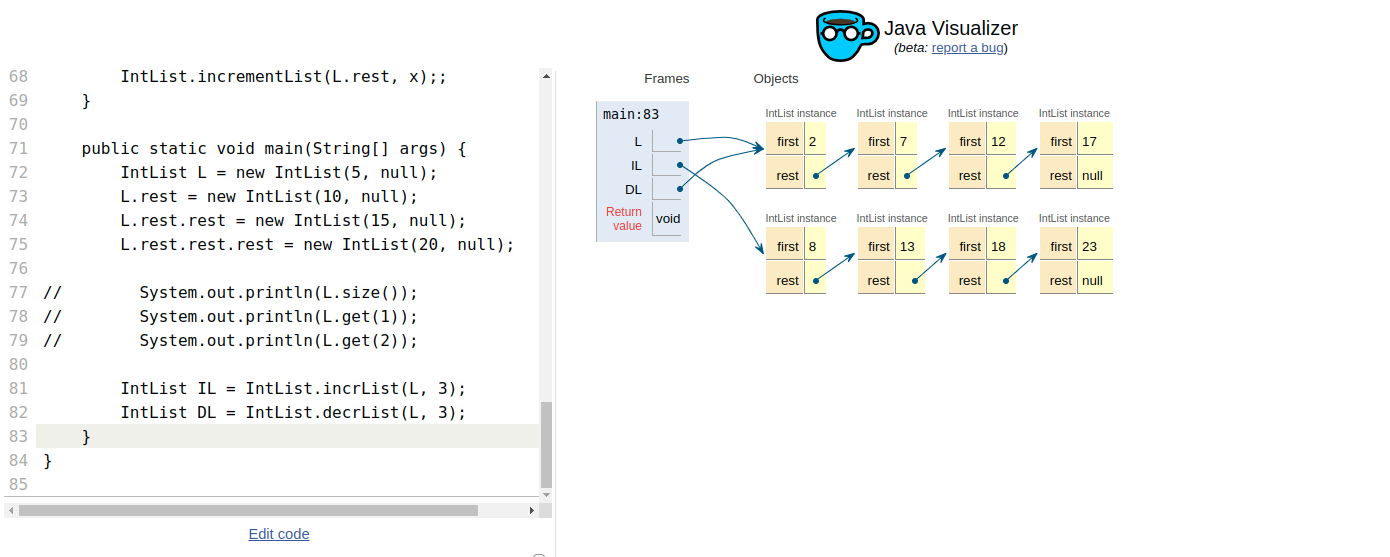 Java Visualizer
(beta: report a bug)
68 IntList.incrementList(L.rest, x);;
69 }
70
71 public static void main(String[] args) {
72 IntList L = new IntList(5, null);
73 L.rest = new IntList(10, null);
74 L.rest.rest = new IntList(15, null);
75 L.rest.rest.rest = new IntList(20, null);
76
77 // System.out.println(L.size());
78 // System.out.println(L.get(1));
79 // System.out.println(L.get(2));
80
81 IntList IL = IntList.incrList(L, 3);
82 IntList DL = IntList.decrList(L, 3);
83 }
84 }
85
Edit code
Frames Objects
main:83
L
IL
DL
Return
value void
IntList instance IntList instance IntList instance IntList instance
first 2 first 7 first 12 first 17
rest rest rest rest null
IntList instance IntList instance IntList instance IntList instance
first 8 first 13 first 18 first 23
rest rest rest rest null